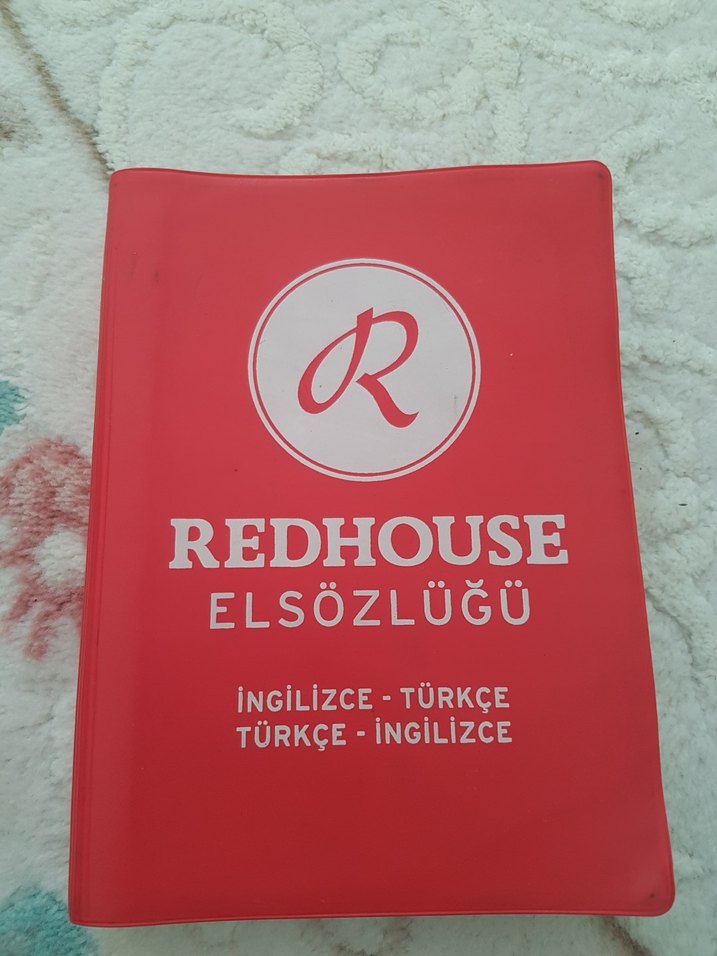 R
REDHOUSE
ELSÖZLÜĞÜ
İNGİLİZCE - TÜRKÇE
TÜRKÇE - İNGİLİZCE